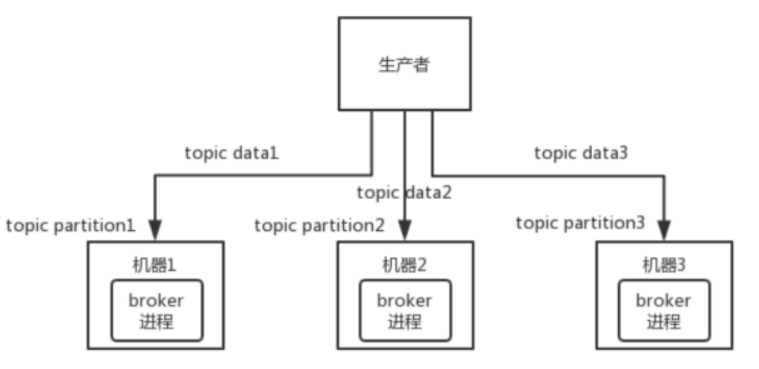 生产者
topic data1
topic data3
topic data2
topic partition1
topic partition2
topic partition3
机器1
机器2
机器3
broker
进程
broker
进程
broker
进程